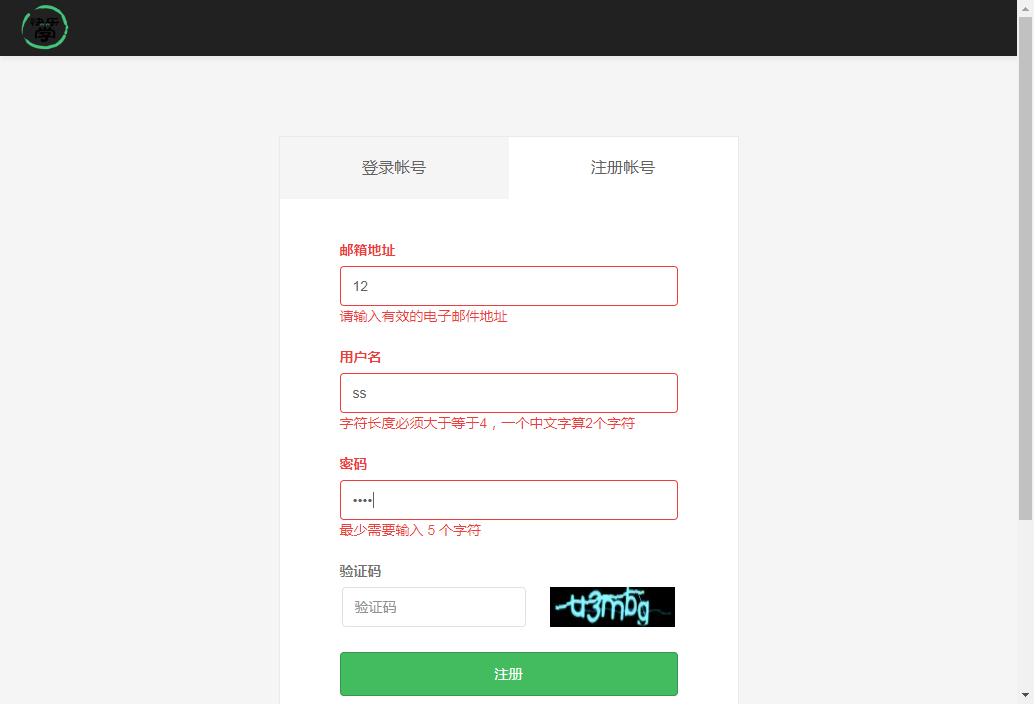 快乐
学
登录帐号
注册帐号
邮箱地址
12
请输入有效的电子邮件地址
用户名
ss
字符长度必须大于等于4，一个中文字算2个字符
密码
••••
最少需要输入 5 个字符
验证码
验证码
注册